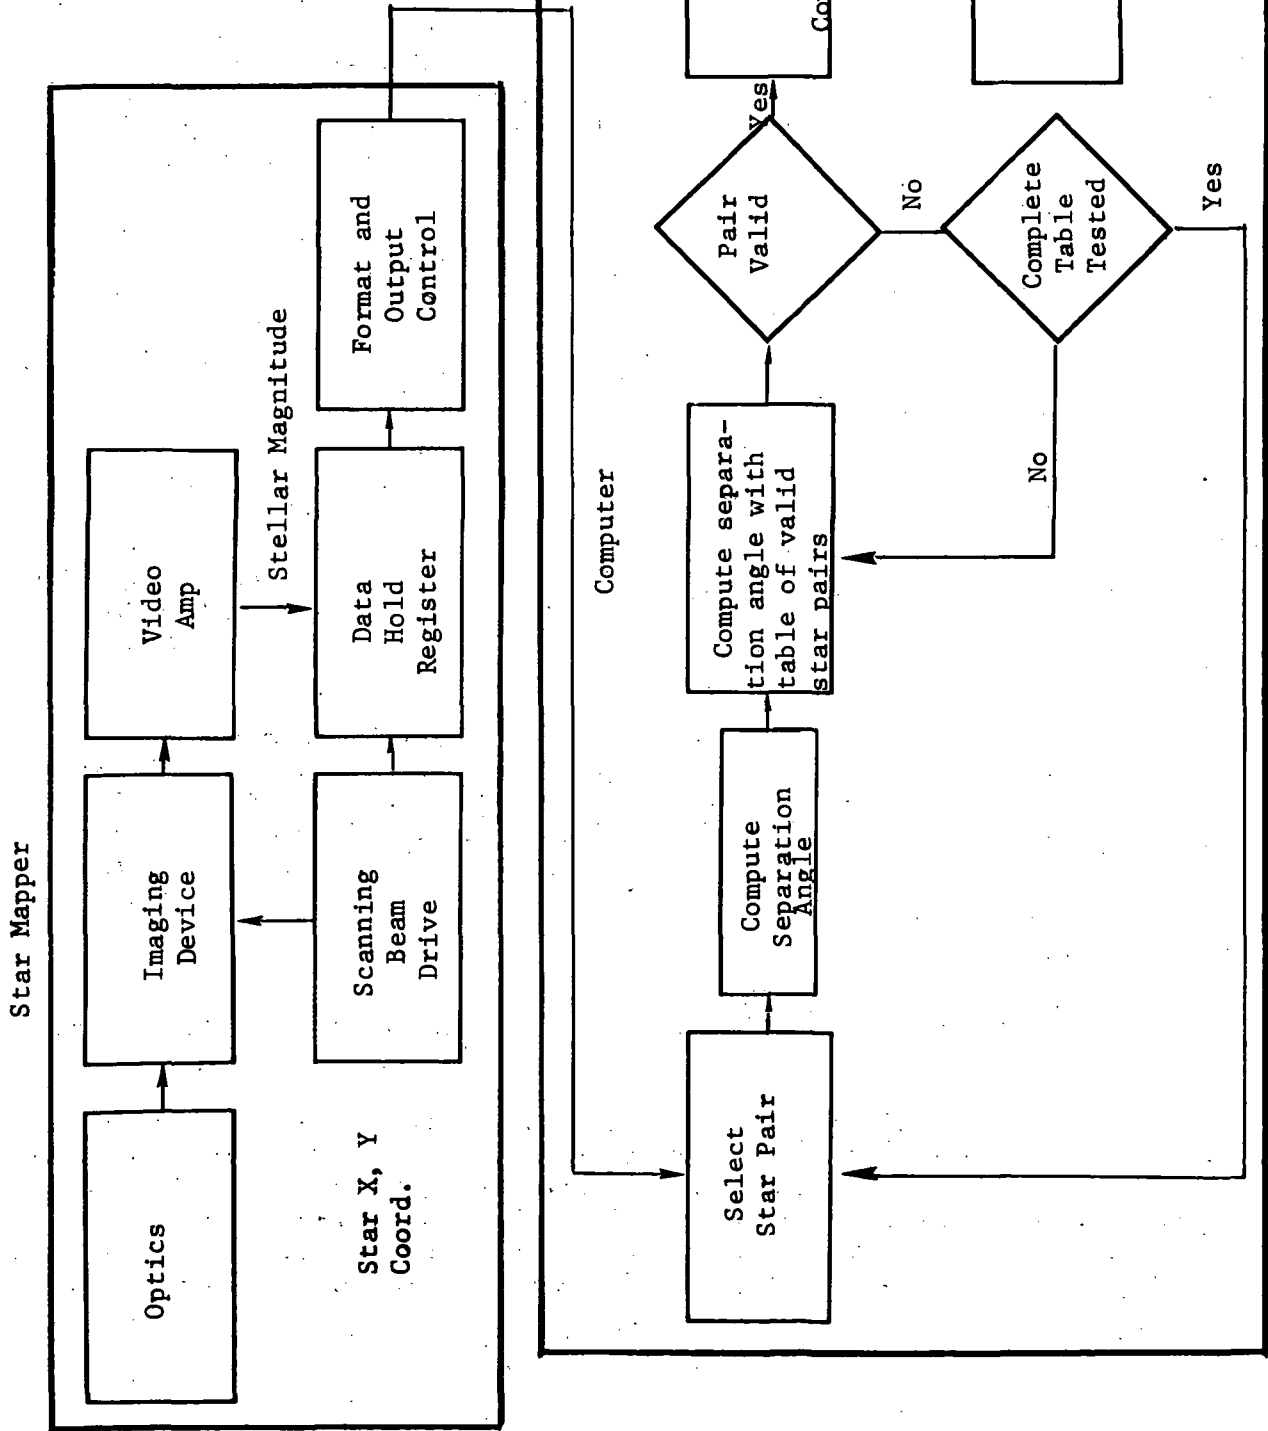 Star Mapper
Optics
Imaging
Device
Video
Amp
Stellar Magnitude
Star X, Y
Coord.
Scanning
Beam
Drive
Data
Hold
Register
Format and
Output
Control
Computer
Select
Star Pair
Compute
Separation
Angle
Compute separa-
tion angle with
table of valid
star pairs
Pair
Valid
Yes
No
Complete
Table
Tested
No
Yes